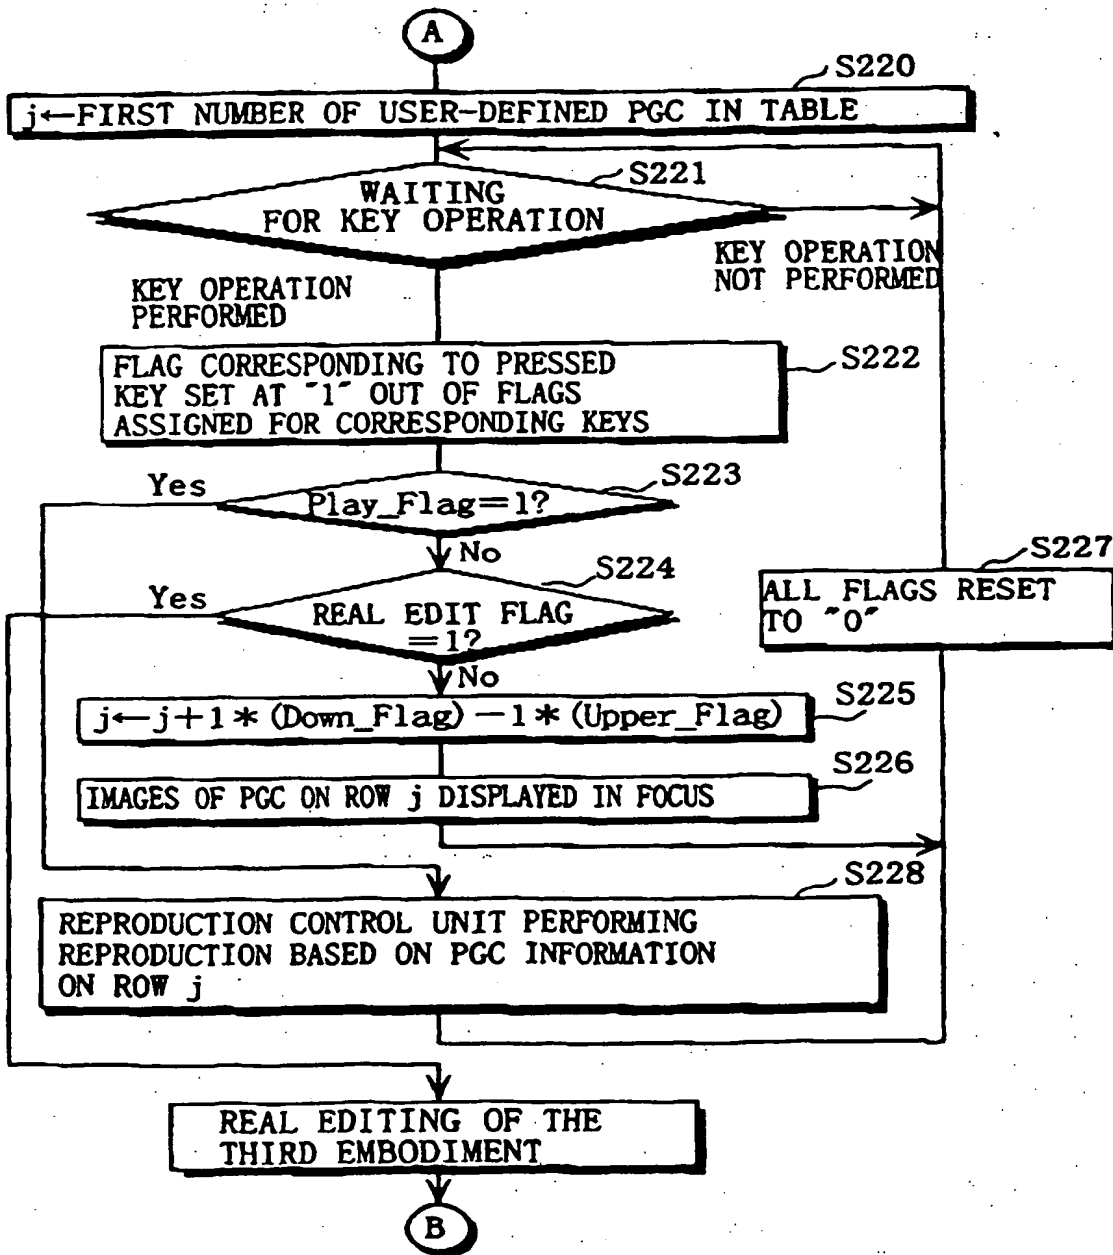 A
S220
j←FIRST NUMBER OF USER-DEFINED PGC IN TABLE
S221
WAITING
FOR KEY OPERATION
KEY OPERATION
NOT PERFORMED
KEY OPERATION
PERFORMED
S222
FLAG CORRESPONDING TO PRESSED
KEY SET AT "1" OUT OF FLAGS
ASSIGNED FOR CORRESPONDING KEYS
S223
Yes
Play_Flag=1?
No
S224
Yes
REAL EDIT FLAG
=1?
No
S227
ALL FLAGS RESET
TO "0"
S225
j←j+1*(Down_Flag)-1*(Upper_Flag)
S226
IMAGES OF PGC ON ROW j DISPLAYED IN FOCUS
S228
REPRODUCTION CONTROL UNIT PERFORMING
REPRODUCTION BASED ON PGC INFORMATION
ON ROW j
REAL EDITING OF THE
THIRD EMBODIMENT
B